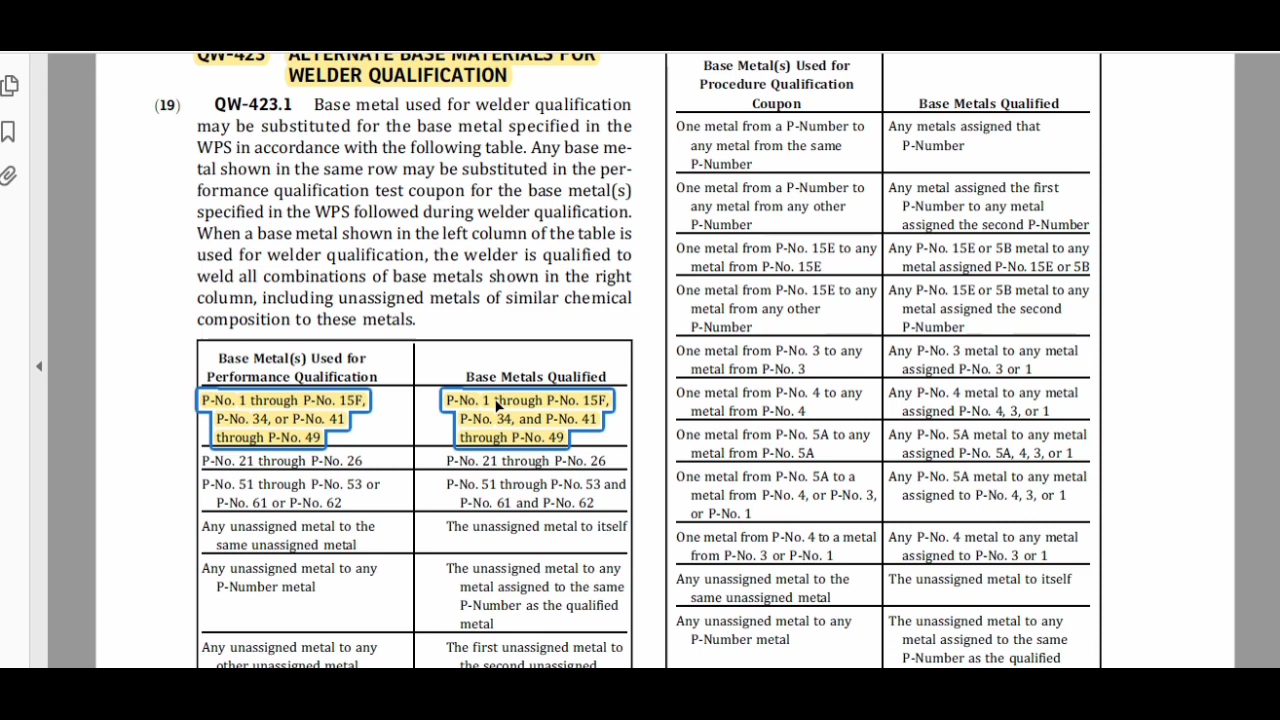 QW-423 ALTERNATE BASE MATERIALS FOR
WELDER QUALIFICATION
(19) QW-423.1 Base metal used for welder qualification
may be substituted for the base metal specified in the
WPS in accordance with the following table. Any base me-
tal shown in the same row may be substituted in the per-
formance qualification test coupon for the base metal(s)
specified in the WPS followed during welder qualification.
When a base metal shown in the left column of the table is
used for welder qualification, the welder is qualified to
weld all combinations of base metals shown in the right
column, including unassigned metals of similar chemical
composition to these metals.
Base Metal(s) Used for
Performance Qualification Base Metals Qualified
P-No. 1 through P-No. 15F, P-No. 1 through P-No. 15F,
P-No. 34, or P-No. 41 P-No. 34, and P-No. 41
through P-No. 49 through P-No. 49
P-No. 21 through P-No. 26 P-No. 21 through P-No. 26
P-No. 51 through P-No. 53 or P-No. 51 through P-No. 53 and
P-No. 61 or P-No. 62 P-No. 61 and P-No. 62
Any unassigned metal to the The unassigned metal to itself
same unassigned metal
Any unassigned metal to any The unassigned metal to any
P-Number metal metal assigned to the same
P-Number as the qualified
metal
Any unassigned metal to any The first unassigned metal to
other unassigned metal the second unassigned
Base Metal(s) Used for
Procedure Qualification
Coupon Base Metals Qualified
One metal from a P-Number to Any metals assigned that
any metal from the same P-Number
P-Number
One metal from a P-Number to Any metal assigned the first
any metal from any other P-Number to any metal
P-Number assigned the second P-Number
One metal from P-No. 15E to any Any P-No. 15E or 5B metal to any
metal from P-No. 15E metal assigned P-No. 15E or 5B
One metal from P-No. 15E to any Any P-No. 15E or 5B metal to any
metal from any other metal assigned the second
P-Number P-Number
One metal from P-No. 3 to any Any P-No. 3 metal to any metal
metal from P-No. 3 assigned P-No. 3 or 1
One metal from P-No. 4 to any Any P-No. 4 metal to any metal
metal from P-No. 4 assigned P-No. 4, 3, or 1
One metal from P-No. 5A to any Any P-No. 5A metal to any metal
metal from P-No. 5A assigned P-No. 5A, 4, 3, or 1
One metal from P-No. 5A to a Any P-No. 5A metal to any metal
metal from P-No. 4, or P-No. 3, assigned to P-No. 4, 3, or 1
or P-No. 1
One metal from P-No. 4 to a metal Any P-No. 4 metal to any metal
from P-No. 3 or P-No. 1 assigned to P-No. 3 or 1
Any unassigned metal to the The unassigned metal to itself
same unassigned metal
Any unassigned metal to any The unassigned metal to any
P-Number metal metal assigned to the same
P-Number as the qualified